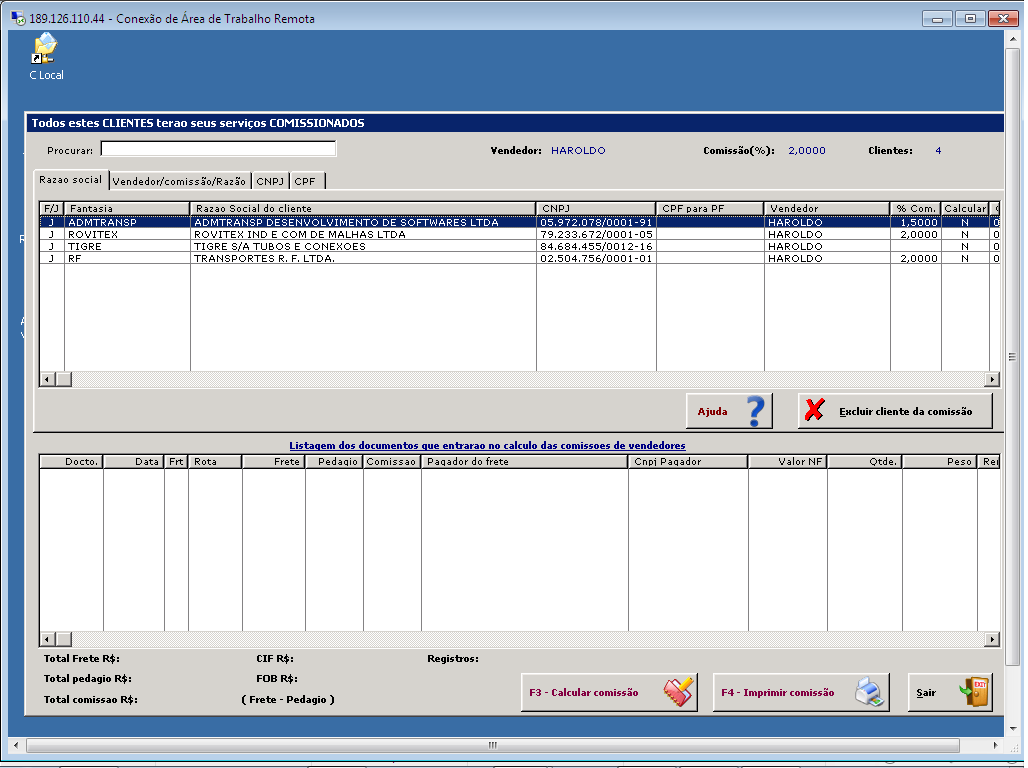 189.126.110.44 - Conexão de Área de Trabalho Remota
C Local
Todos estes CLIENTES terao seus serviços COMISSIONADOS
Procurar: Vendedor: HAROLDO Comissão(%): 2,0000 Clientes: 4
Razao social Vendedor/comissão/Razão CNPJ CPF
F/J Fantasia Razao Social do cliente CNPJ CPF para PF Vendedor % Com. Calcular
J ADMTRANSP ADMTRANSP DESENVOLVIMENTO DE SOFTWARES LTDA 05.972.078/0001-91 HAROLDO 1,5000 N 0
J ROVITEX ROVITEX IND E COM DE MALHAS LTDA 79.233.672/0001-05 HAROLDO 2,0000 N 0
J TIGRE TIGRE S/A TUBOS E CONEXOES 84.684.455/0012-16 HAROLDO N 0
J RF TRANSPORTES R. F. LTDA. 02.504.756/0001-01 HAROLDO 2,0000 N 0
Ajuda Excluir cliente da comissão
Listagem dos documentos que entrarao no calculo das comissoes de vendedores
Docto. Data Frt Rota Frete Pedagio Comissao Pagador do frete Cnpj Pagador Valor NF Qtde. Peso Rei
Total Frete R$: CIF R$: Registros:
Total pedagio R$: FOB R$:
Total comissao R$: ( Frete - Pedagio )
F3 - Calcular comissão F4 - Imprimir comissão Sair EXIT